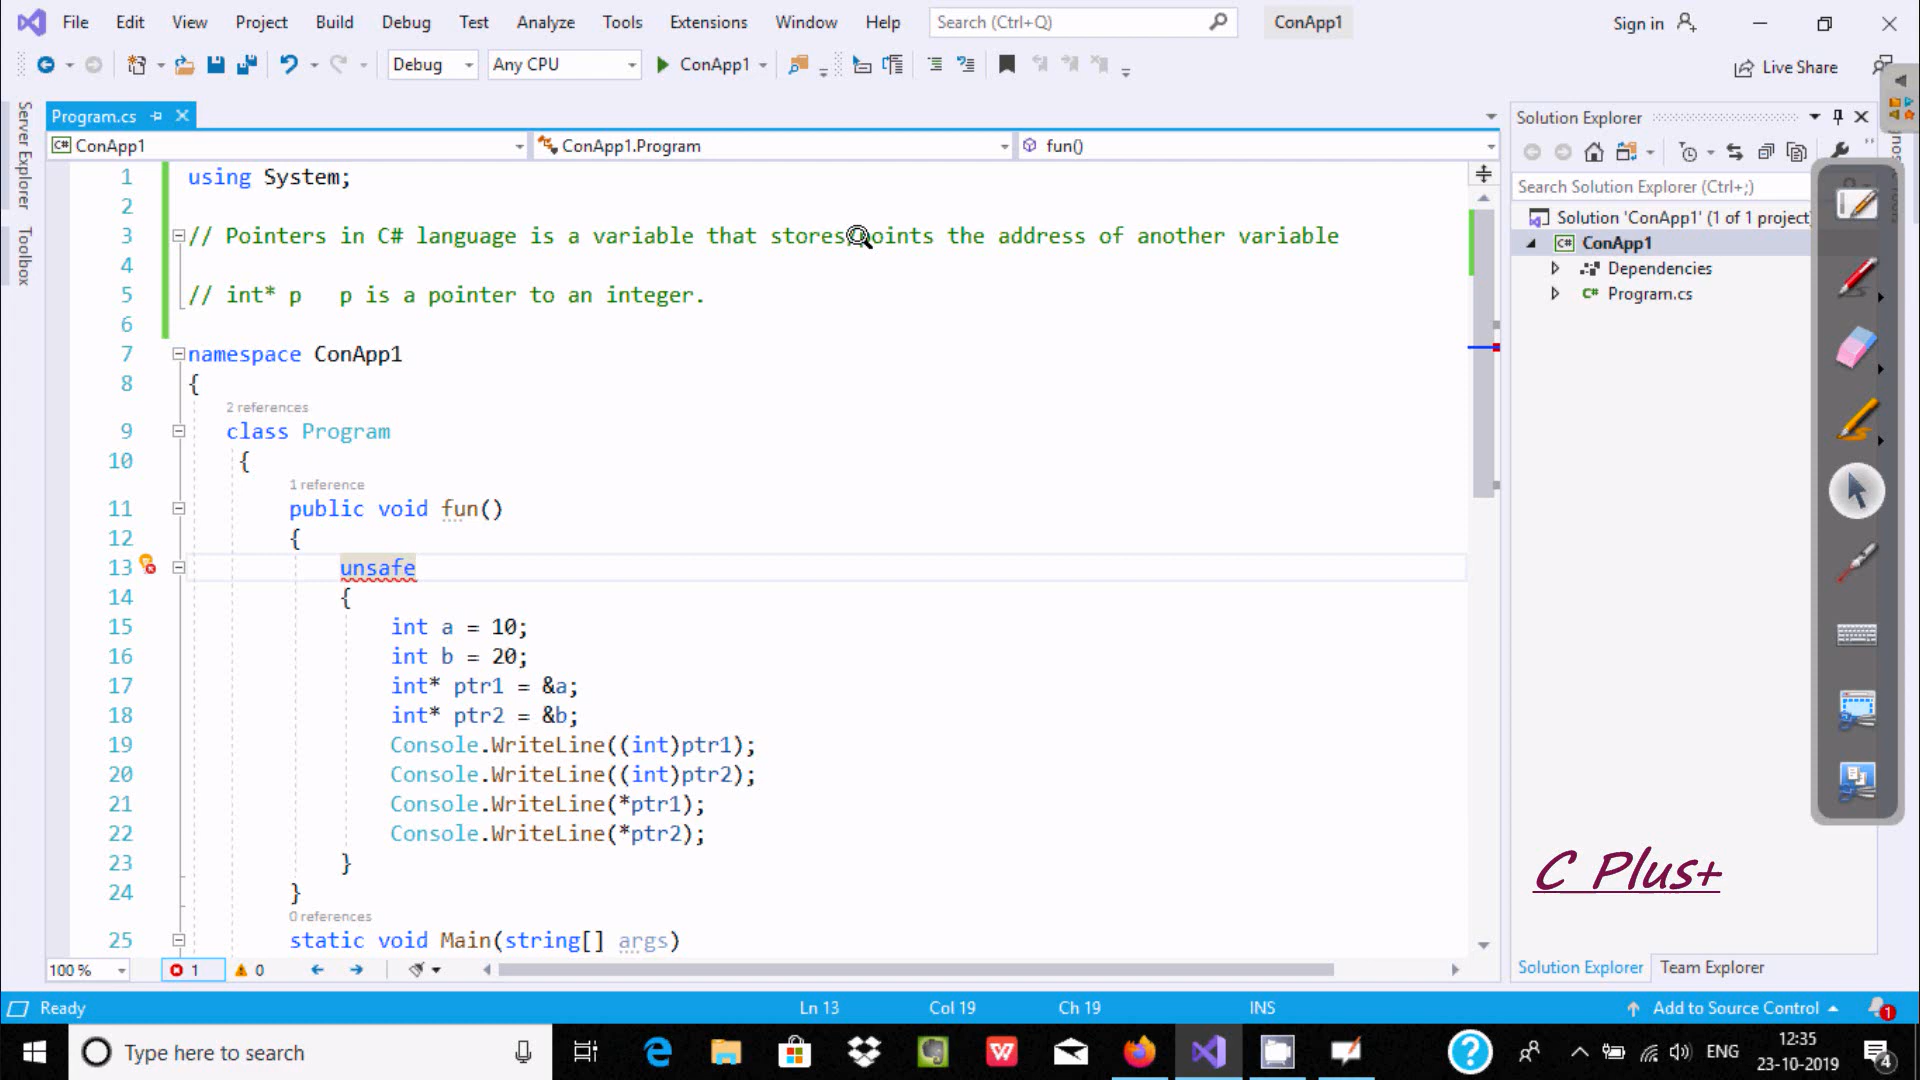 File Edit View Project Build Debug Test Analyze Tools Extensions Window Help Search (Ctrl+Q) ConApp1 Sign in
Debug Any CPU ConApp1 Live Share
Server Explorer
Toolbox
Program.cs
ConApp1 ConApp1.Program fun()
1 using System;
2
3 // Pointers in C# language is a variable that stores oints the address of another variable
4
5 // int* p   p is a pointer to an integer.
6
7 namespace ConApp1
8 {
2 references
9 class Program
10 {
1 reference
11 public void fun()
12 {
13 unsafe
14 {
15 int a = 10;
16 int b = 20;
17 int* ptr1 = &a;
18 int* ptr2 = &b;
19 Console.WriteLine((int)ptr1);
20 Console.WriteLine((int)ptr2);
21 Console.WriteLine(*ptr1);
22 Console.WriteLine(*ptr2);
23 }
24 }
0 references
25 static void Main(string[] args)
100 % 1 0
Solution Explorer
Search Solution Explorer (Ctrl+;)
Solution 'ConApp1' (1 of 1 project)
C# ConApp1
Dependencies
C# Program.cs
C Plus+
Solution Explorer Team Explorer
Ready Ln 13 Col 19 Ch 19 INS Add to Source Control 1
Type here to search ENG 12:35
23-10-2019 4